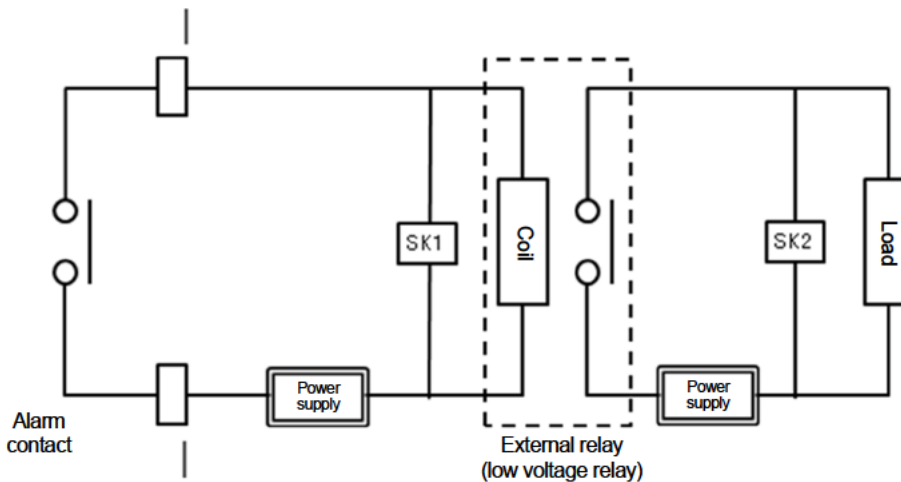 SK1
Coil
SK2
Load
Power
supply
Power
supply
Alarm
contact
External relay
(low voltage relay)